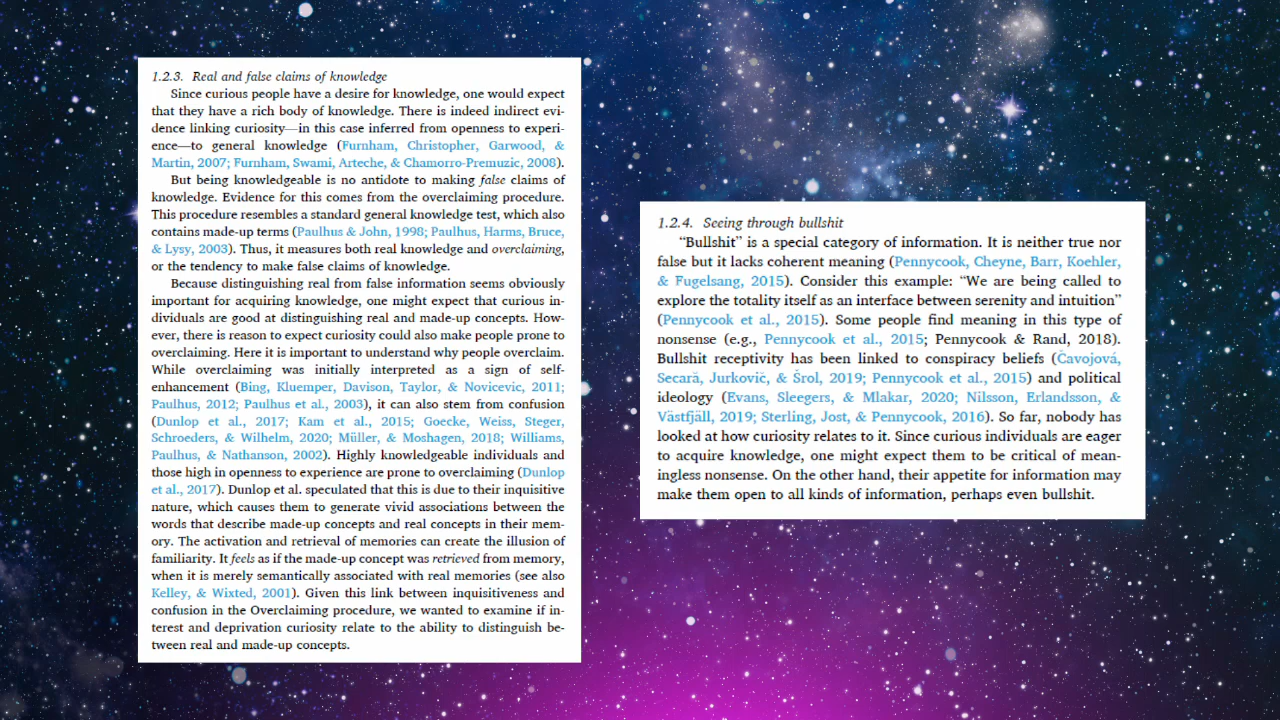 1.2.3. Real and false claims of knowledge
Since curious people have a desire for knowledge, one would expect
that they have a rich body of knowledge. There is indeed indirect evi-
dence linking curiosity—in this case inferred from openness to experi-
ence—to general knowledge (Furnham, Christopher, Garwood, &
Martin, 2007; Furnham, Swami, Arteche, & Chamorro-Premuzic, 2008).
But being knowledgeable is no antidote to making false claims of
knowledge. Evidence for this comes from the overclaiming procedure.
This procedure resembles a standard general knowledge test, which also
contains made-up terms (Paulhus & John, 1998; Paulhus, Harms, Bruce,
& Lysy, 2003). Thus, it measures both real knowledge and overclaiming,
or the tendency to make false claims of knowledge.
Because distinguishing real from false information seems obviously
important for acquiring knowledge, one might expect that curious in-
dividuals are good at distinguishing real and made-up concepts. How-
ever, there is reason to expect curiosity could also make people prone to
overclaiming. Here it is important to understand why people overclaim.
While overclaiming was initially interpreted as a sign of self-
enhancement (Bing, Kluemper, Davison, Taylor, & Novicevic, 2011;
Paulhus, 2012; Paulhus et al., 2003), it can also stem from confusion
(Dunlop et al., 2017; Kam et al., 2015; Goecke, Weiss, Steger,
Schroeders, & Wilhelm, 2020; Müller, & Moshagen, 2018; Williams,
Paulhus, & Nathanson, 2002). Highly knowledgeable individuals and
those high in openness to experience are prone to overclaiming (Dunlop
et al., 2017). Dunlop et al. speculated that this is due to their inquisitive
nature, which causes them to generate vivid associations between the
words that describe made-up concepts and real concepts in their mem-
ory. The activation and retrieval of memories can create the illusion of
familiarity. It feels as if the made-up concept was retrieved from memory,
when it is merely semantically associated with real memories (see also
Kelley, & Wixted, 2001). Given this link between inquisitiveness and
confusion in the Overclaiming procedure, we wanted to examine if in-
terest and deprivation curiosity relate to the ability to distinguish be-
tween real and made-up concepts.
1.2.4. Seeing through bullshit
“Bullshit” is a special category of information. It is neither true nor
false but it lacks coherent meaning (Pennycook, Cheyne, Barr, Koehler,
& Fugelsang, 2015). Consider this example: “We are being called to
explore the totality itself as an interface between serenity and intuition”
(Pennycook et al., 2015). Some people find meaning in this type of
nonsense (e.g., Pennycook et al., 2015; Pennycook & Rand, 2018).
Bullshit receptivity has been linked to conspiracy beliefs (Čavojová,
Secară, Jurkovič, & Šrol, 2019; Pennycook et al., 2015) and political
ideology (Evans, Sleegers, & Mlakar, 2020; Nilsson, Erlandsson, &
Västfjäll, 2019; Sterling, Jost, & Pennycook, 2016). So far, nobody has
looked at how curiosity relates to it. Since curious individuals are eager
to acquire knowledge, one might expect them to be critical of mean-
ingless nonsense. On the other hand, their appetite for information may
make them open to all kinds of information, perhaps even bullshit.